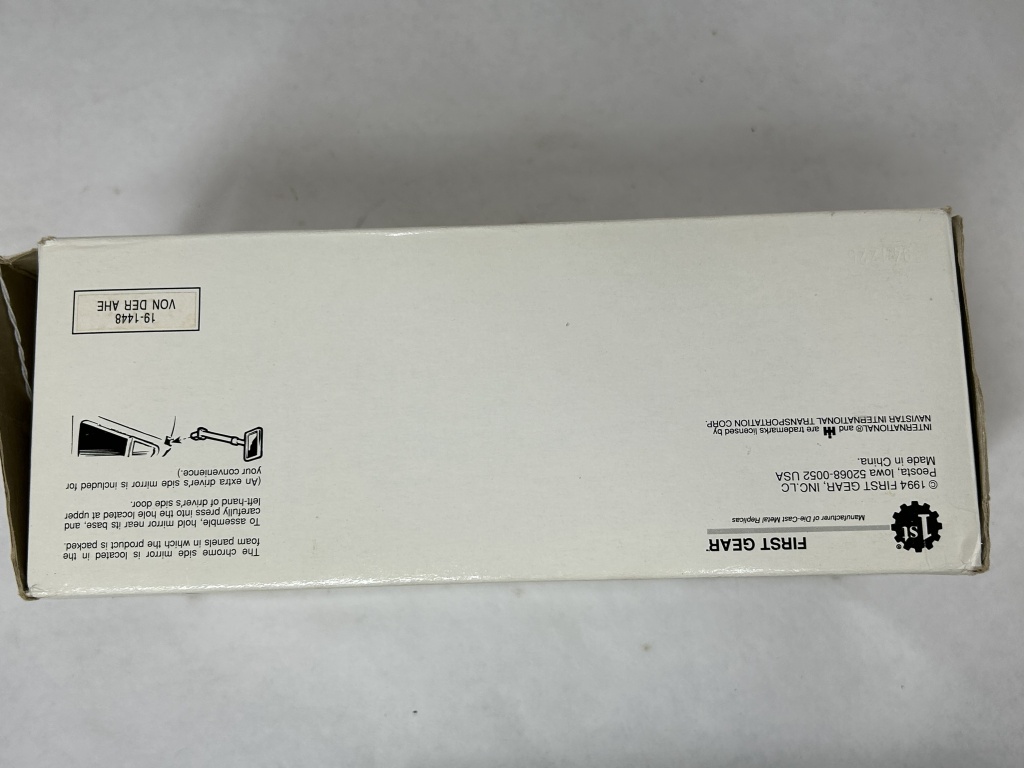 1ST®
FIRST GEAR
Manufacturer of Die-Cast Metal Replicas
© 1994 FIRST GEAR, INC.LC
Peosta, Iowa 52068-0052 USA
Made in China.
INTERNATIONAL® and are trademarks licensed by
NAVISTAR INTERNATIONAL TRANSPORTATION CORP.
The chrome side mirror is located in the
foam panels in which the product is packed.
To assemble, hold mirror near its base, and
carefully press into the hole located at upper
left-hand of driver's side door.
(An extra driver's side mirror is included for
your convenience.)
19-1448
VON DER AHE